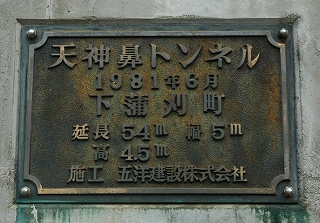 天神鼻トンネル
1981年6月
下蒲刈町
延長 54m 幅 5m
高 4.5m
施工 五洋建設株式会社